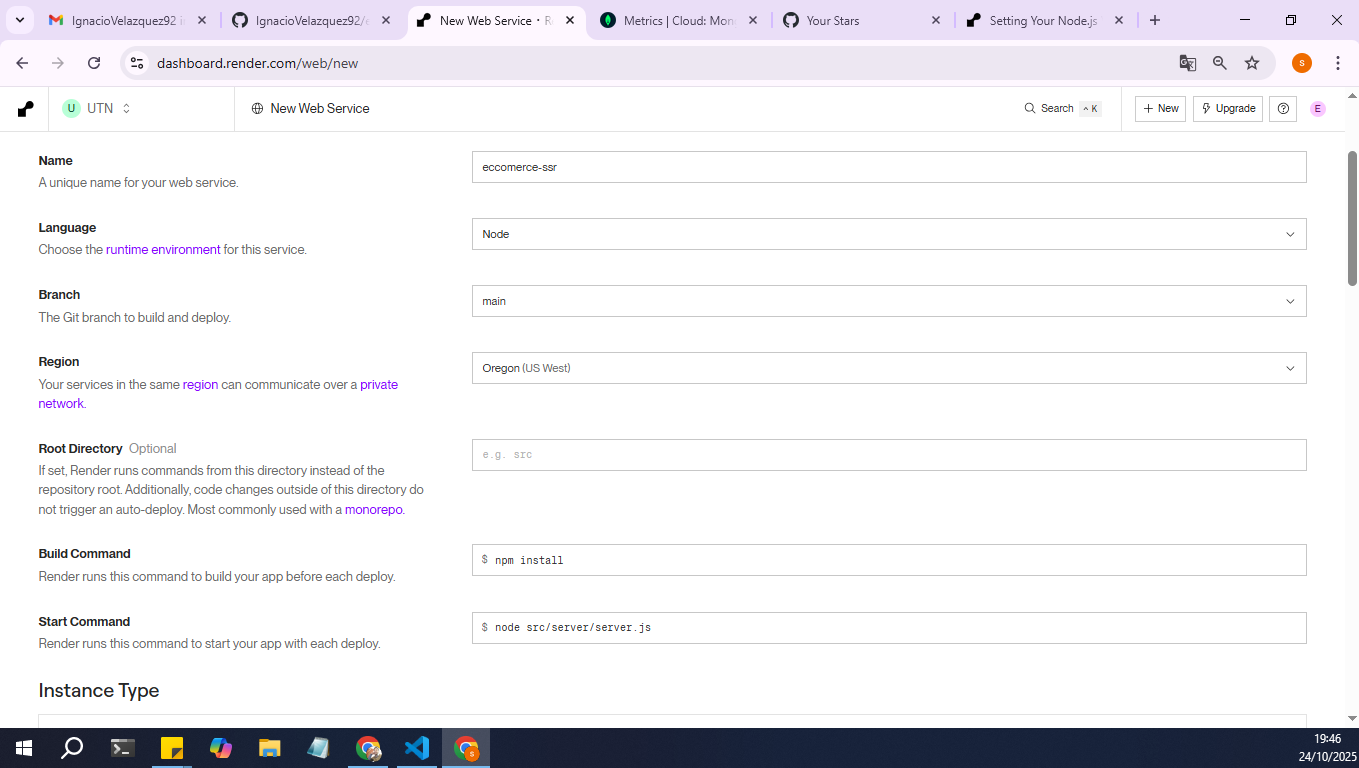 IgnacioVelazquez92 i
IgnacioVelazquez92/e
New Web Service · R
Metrics | Cloud: Mon
Your Stars
Setting Your Node.js
dashboard.render.com/web/new
S
U
UTN
New Web Service
Search
K
+ New
Upgrade
E
Name
A unique name for your web service.
eccomerce-ssr
Language
Choose the runtime environment for this service.
Node
Branch
The Git branch to build and deploy.
main
Region
Your services in the same region can communicate over a private
network.
Oregon (US West)
Root Directory Optional
If set, Render runs commands from this directory instead of the
repository root. Additionally, code changes outside of this directory do
not trigger an auto-deploy. Most commonly used with a monorepo.
e.g. src
Build Command
Render runs this command to build your app before each deploy.
$ npm install
Start Command
Render runs this command to start your app with each deploy.
$ node src/server/server.js
Instance Type
19:46
24/10/2025